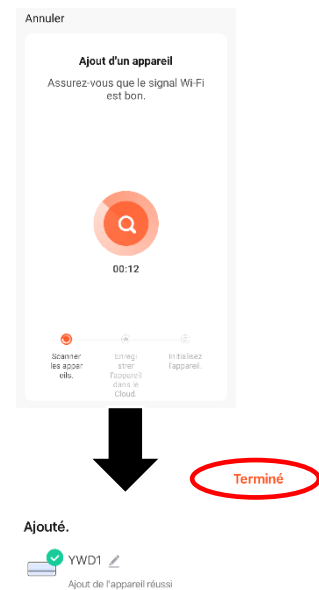 Annuler
Ajout d'un appareil
Assurez-vous que le signal Wi-Fi
est bon.
00:12
Scanner
les appar
eils.
Enregi
strer
l'appareil
dans le
Cloud.
Initialisez
l'appareil.
Terminé
Ajouté.
YWD1
Ajout de l'appareil réussi